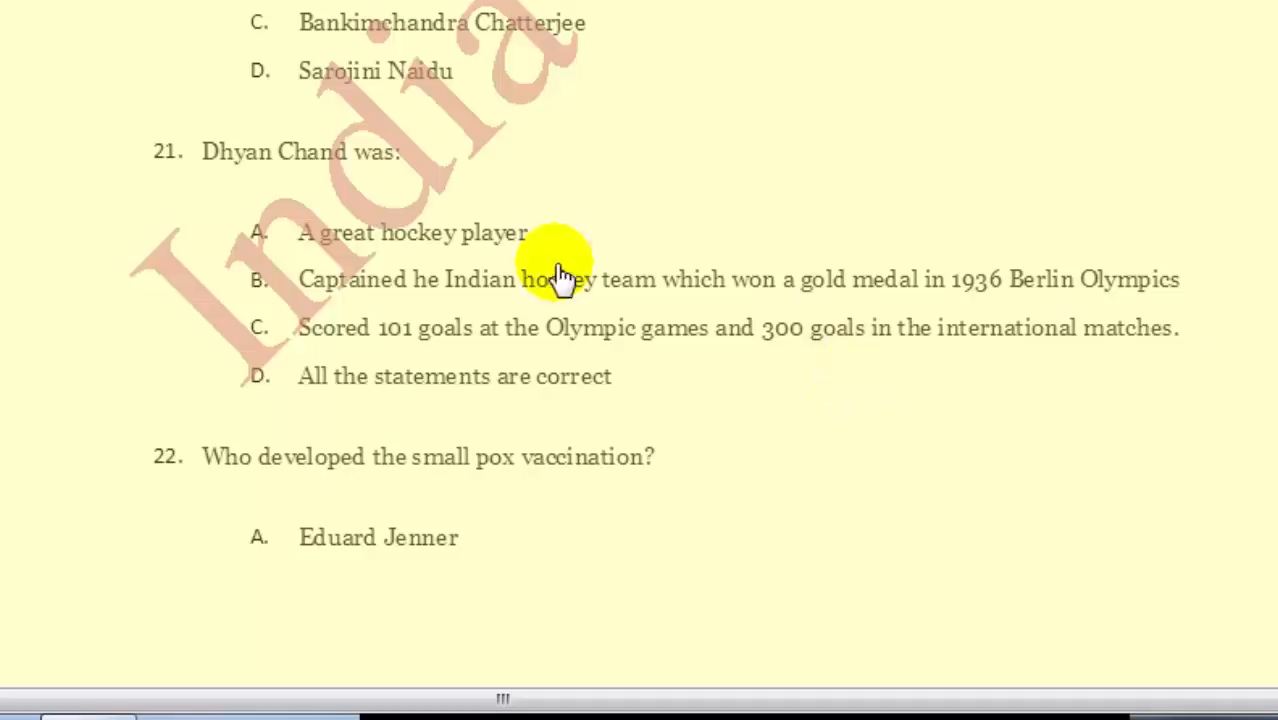 C. Bankimchandra Chatterjee
D. Sarojini Naidu
21. Dhyan Chand was:
A. A great hockey player
B. Captained he Indian hockey team which won a gold medal in 1936 Berlin Olympics
C. Scored 101 goals at the Olympic games and 300 goals in the international matches.
D. All the statements are correct
22. Who developed the small pox vaccination?
A. Eduard Jenner
India